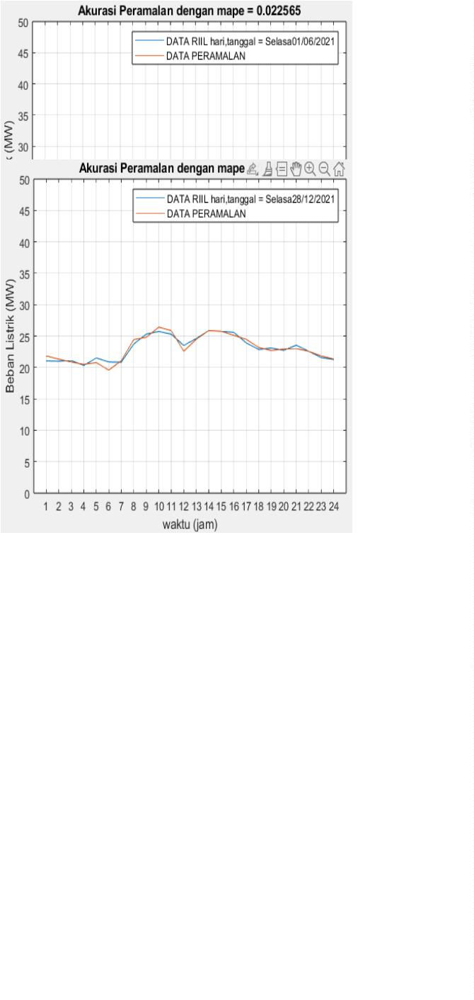 Akurasi Peramalan dengan mape = 0.022565
50
DATA RIIL hari,tanggal = Selasa01/06/2021
DATA PERAMALAN
45
40
35
30
(MW)
Akurasi Peramalan dengan mape
50
DATA RIIL hari,tanggal = Selasa28/12/2021
DATA PERAMALAN
45
40
35
30
25
20
15
10
5
0
Beban Listrik (MW)
1 2 3 4 5 6 7 8 9 10 11 12 13 14 15 16 17 18 19 20 21 22 23 24
waktu (jam)